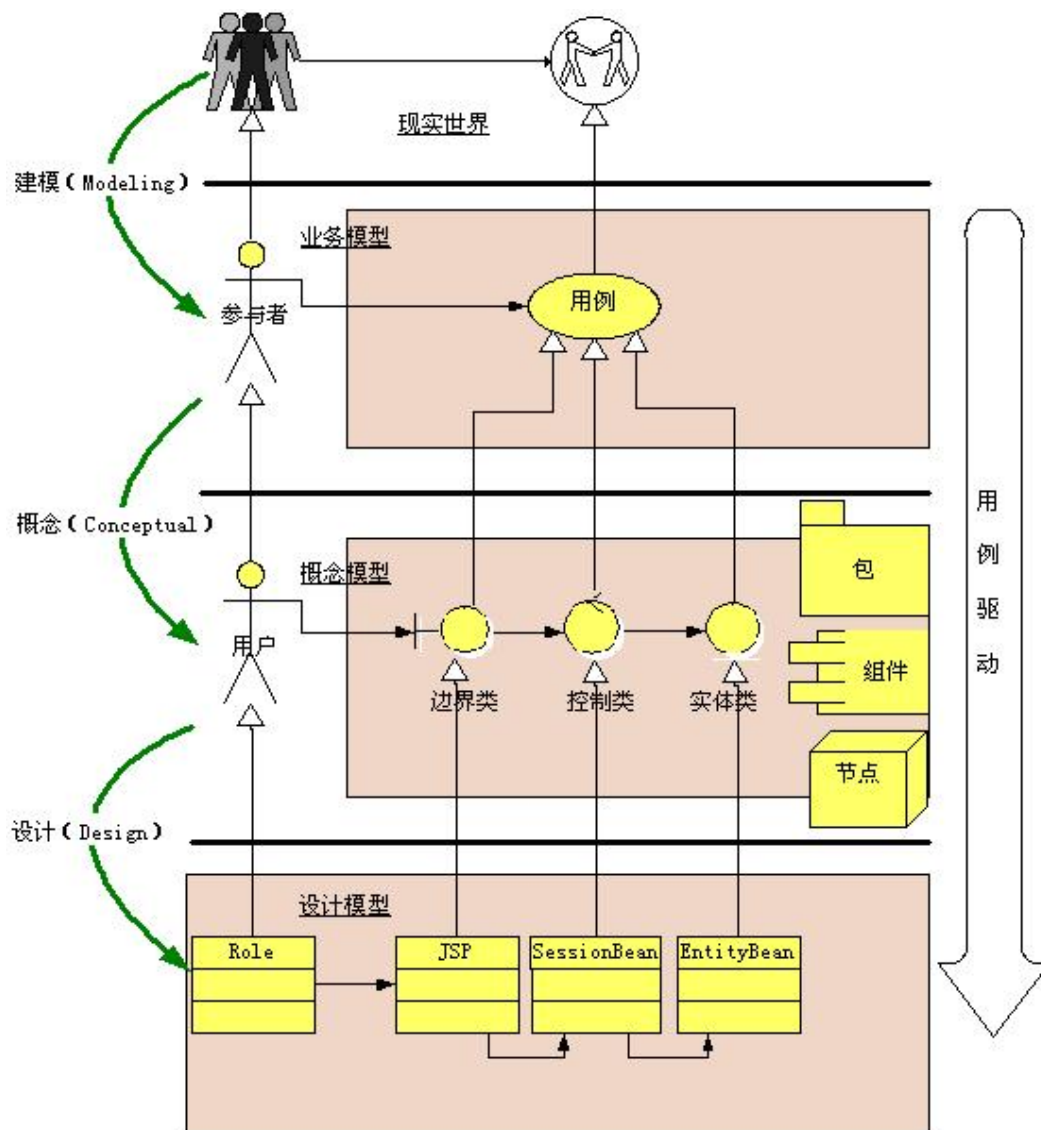 现实世界
建模(Modeling)
业务模型
参与者
用例
概念(Conceptual)
概念模型
包
用户
组件
边界类
控制类
实体类
节点
设计(Design)
设计模型
Role
JSP
SessionBean
EntityBean
用例驱动